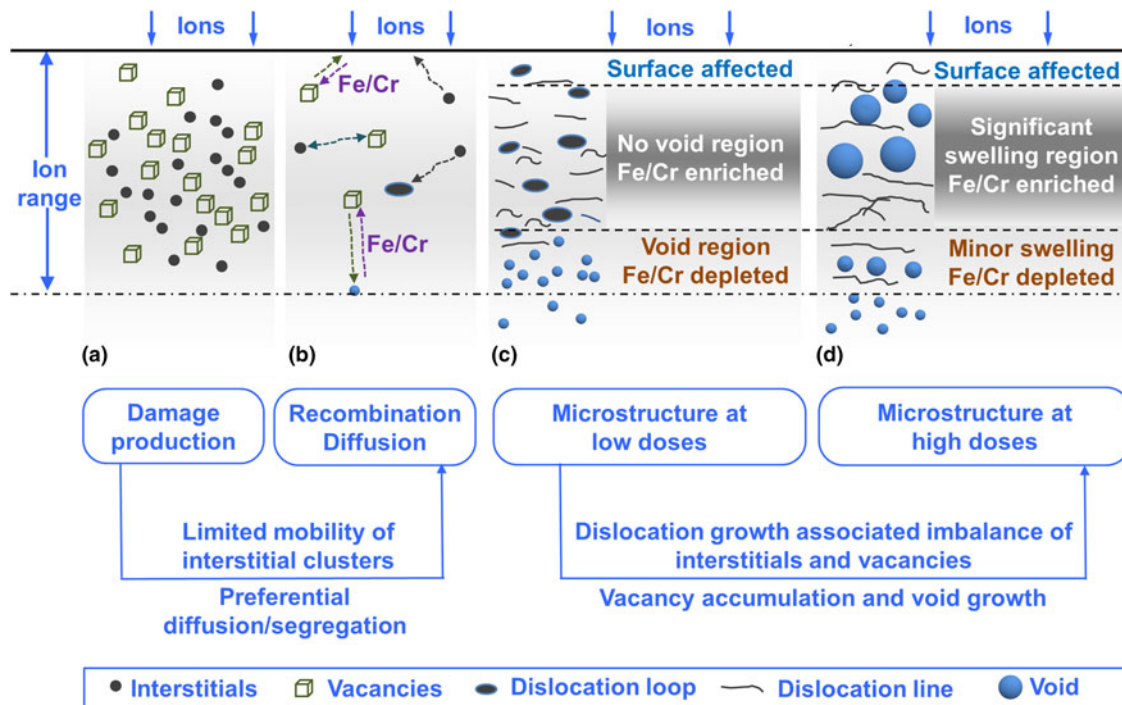 Ions
Ions
Ions
Ions
Ion
range
Fe/Cr
Fe/Cr
Surface affected
No void region
Fe/Cr enriched
Void region
Fe/Cr depleted
Surface affected
Significant
swelling region
Fe/Cr enriched
Minor swelling
Fe/Cr depleted
(a)
(b)
(c)
(d)
Damage
production
Recombination
Diffusion
Microstructure at
low doses
Microstructure at
high doses
Limited mobility of
interstitial clusters
Preferential
diffusion/segregation
Dislocation growth associated imbalance of
interstitials and vacancies
Vacancy accumulation and void growth
Interstitials
Vacancies
Dislocation loop
Dislocation line
Void